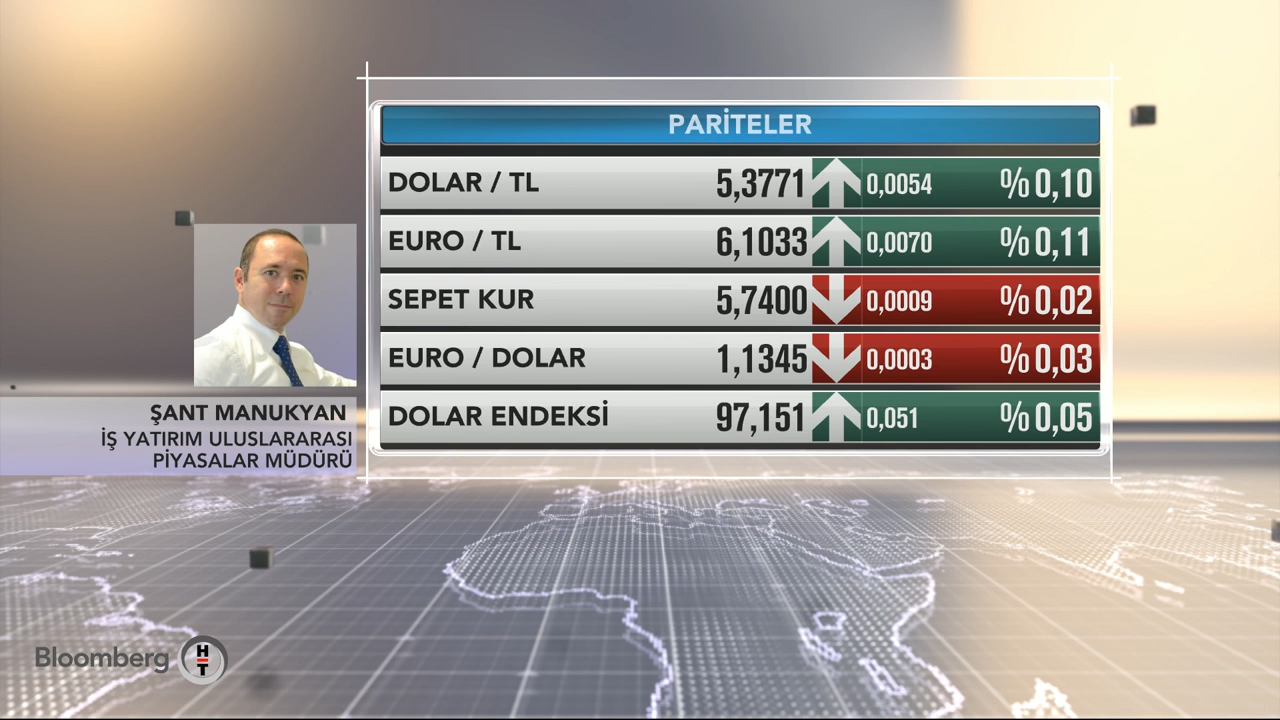 PARİTELER
DOLAR / TL 5,3771 0,0054 %0,10
EURO / TL 6,1033 0,0070 %0,11
SEPET KUR 5,7400 0,0009 %0,02
EURO / DOLAR 1,1345 0,0003 %0,03
DOLAR ENDEKSİ 97,151 0,051 %0,05
ŞANT MANUKYAN
İŞ YATIRIM ULUSLARARASI
PİYASALAR MÜDÜRÜ
Bloomberg HT